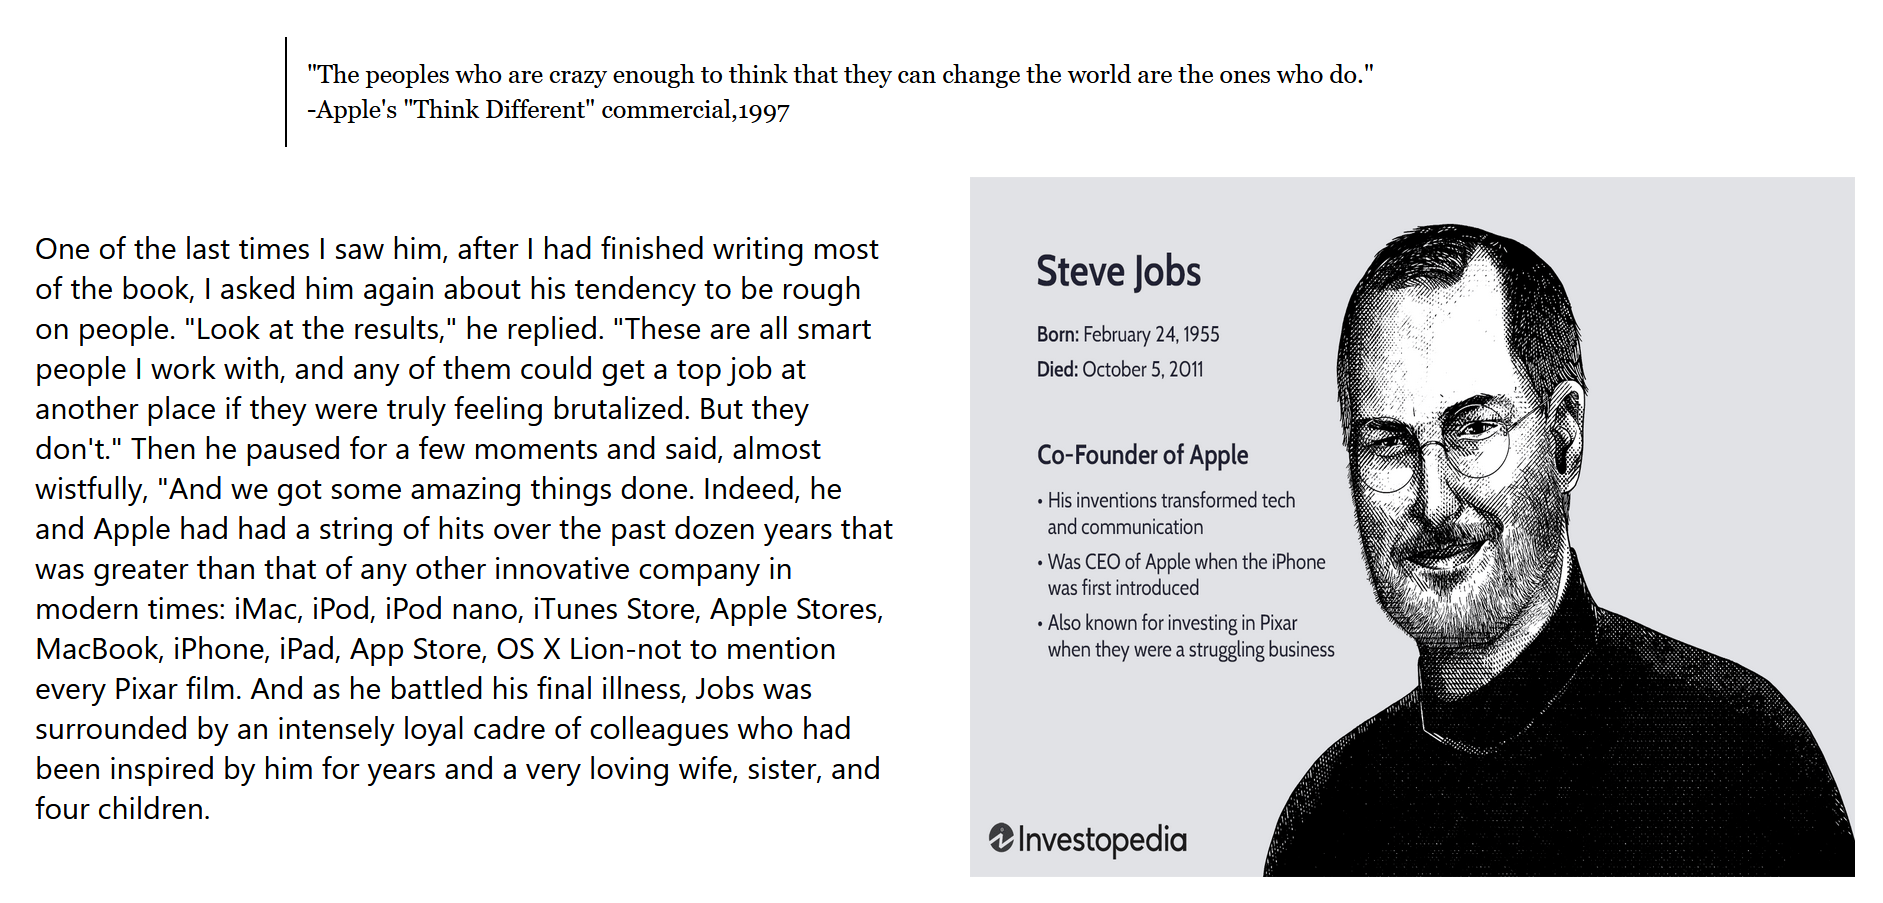 "The peoples who are crazy enough to think that they can change the world are the ones who do."
-Apple's "Think Different" commercial,1997
One of the last times I saw him, after I had finished writing most
of the book, I asked him again about his tendency to be rough
on people. "Look at the results," he replied. "These are all smart
people I work with, and any of them could get a top job at
another place if they were truly feeling brutalized. But they
don't." Then he paused for a few moments and said, almost
wistfully, "And we got some amazing things done. Indeed, he
and Apple had had a string of hits over the past dozen years that
was greater than that of any other innovative company in
modern times: iMac, iPod, iPod nano, iTunes Store, Apple Stores,
MacBook, iPhone, iPad, App Store, OS X Lion-not to mention
every Pixar film. And as he battled his final illness, Jobs was
surrounded by an intensely loyal cadre of colleagues who had
been inspired by him for years and a very loving wife, sister, and
four children.
Steve Jobs
Born: February 24, 1955
Died: October 5, 2011
Co-Founder of Apple
• His inventions transformed tech
and communication
• Was CEO of Apple when the iPhone
was first introduced
• Also known for investing in Pixar
when they were a struggling business
Investopedia